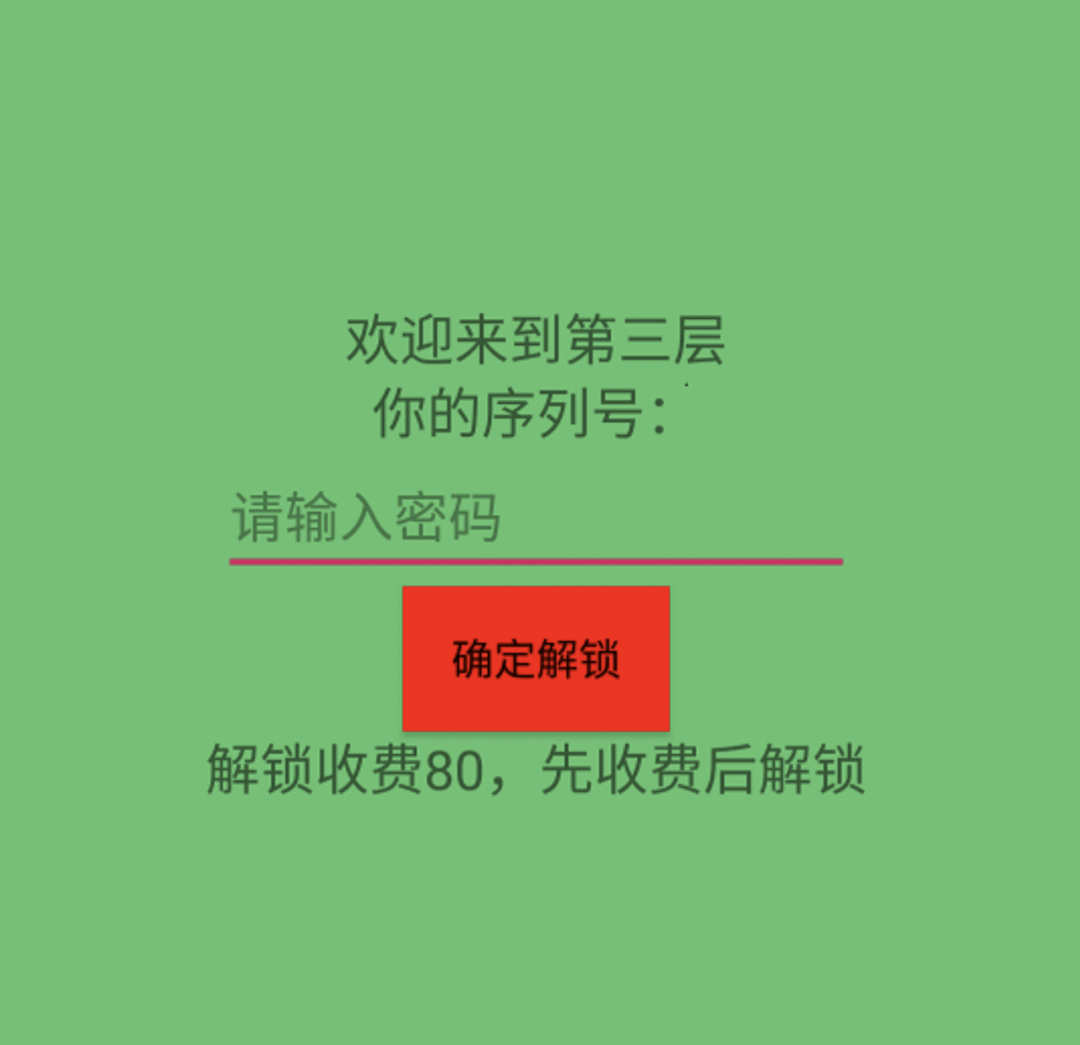 欢迎来到第三层
你的序列号：
请输入密码
确定解锁
解锁收费80，先收费后解锁